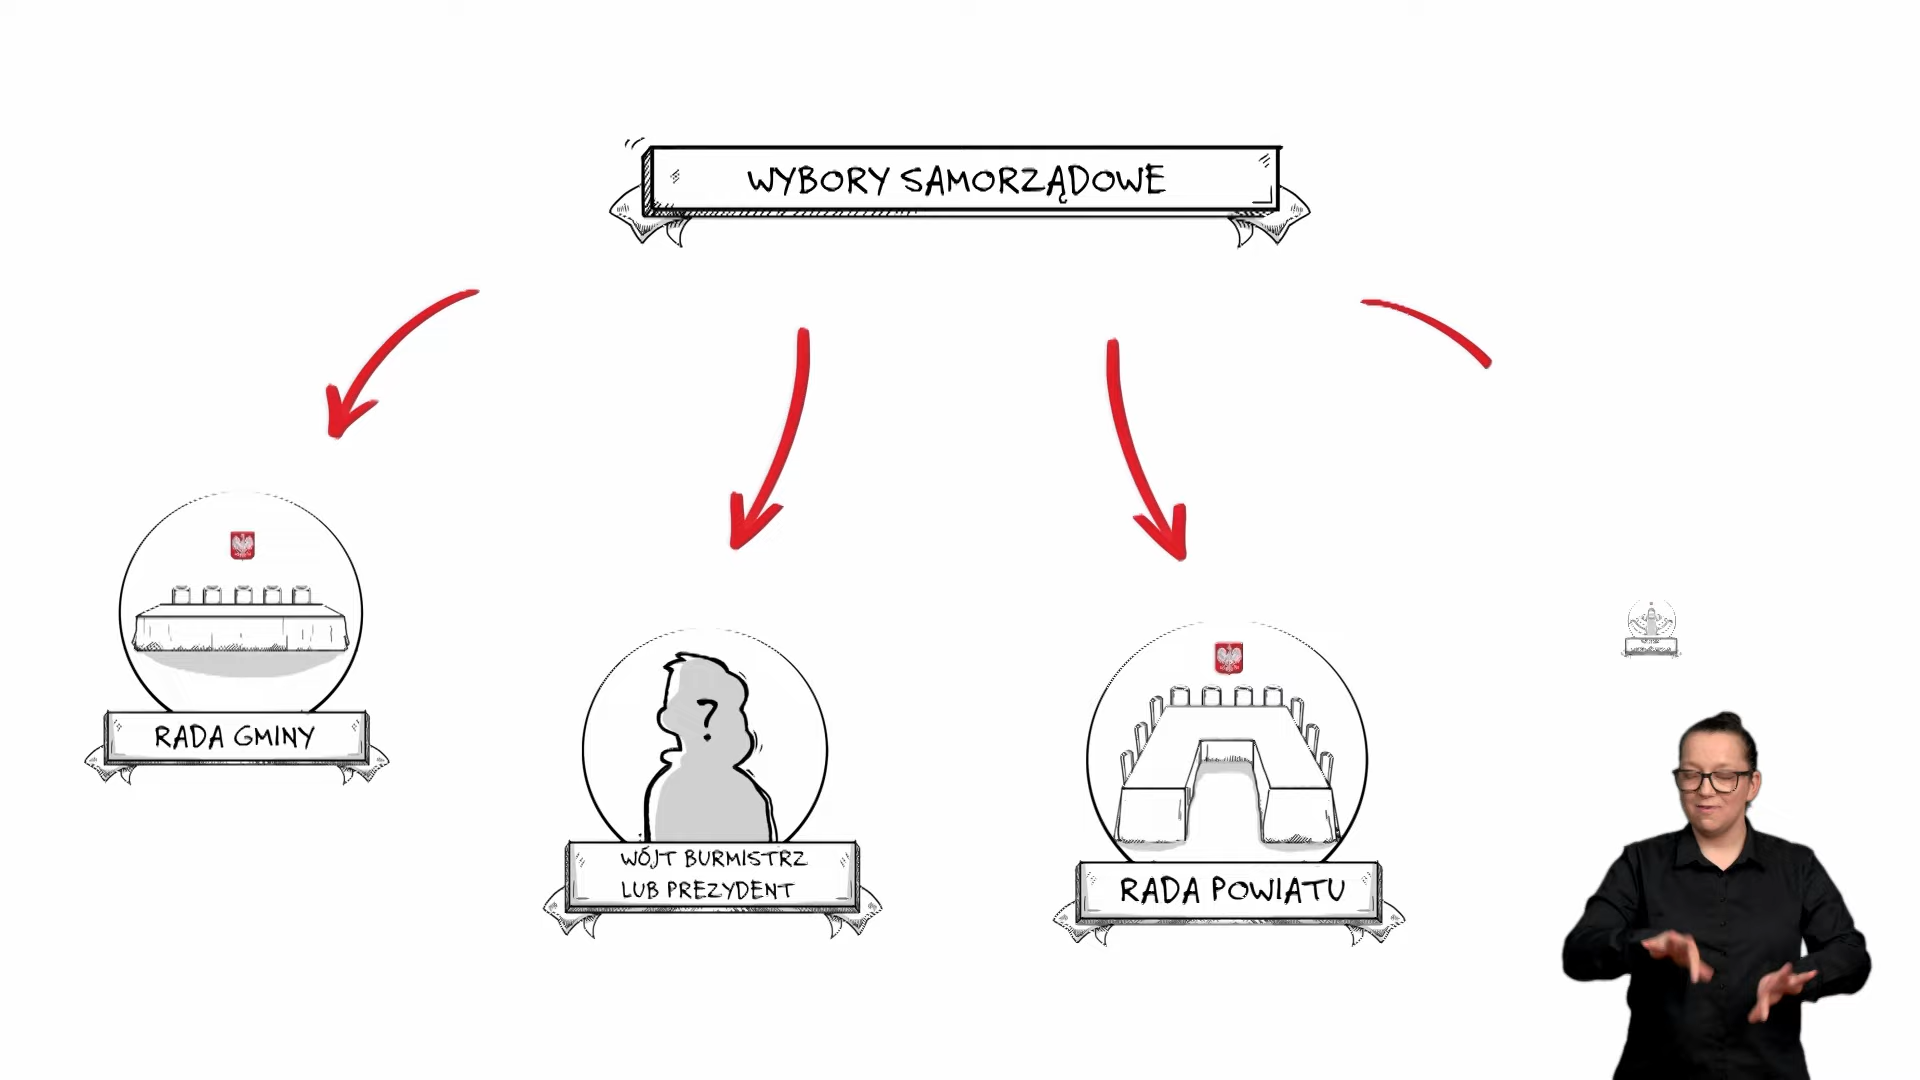 WYBORY SAMORZĄDOWE
RADA GMINY
WÓJT BURMISTRZ
LUB PREZYDENT
RADA POWIATU